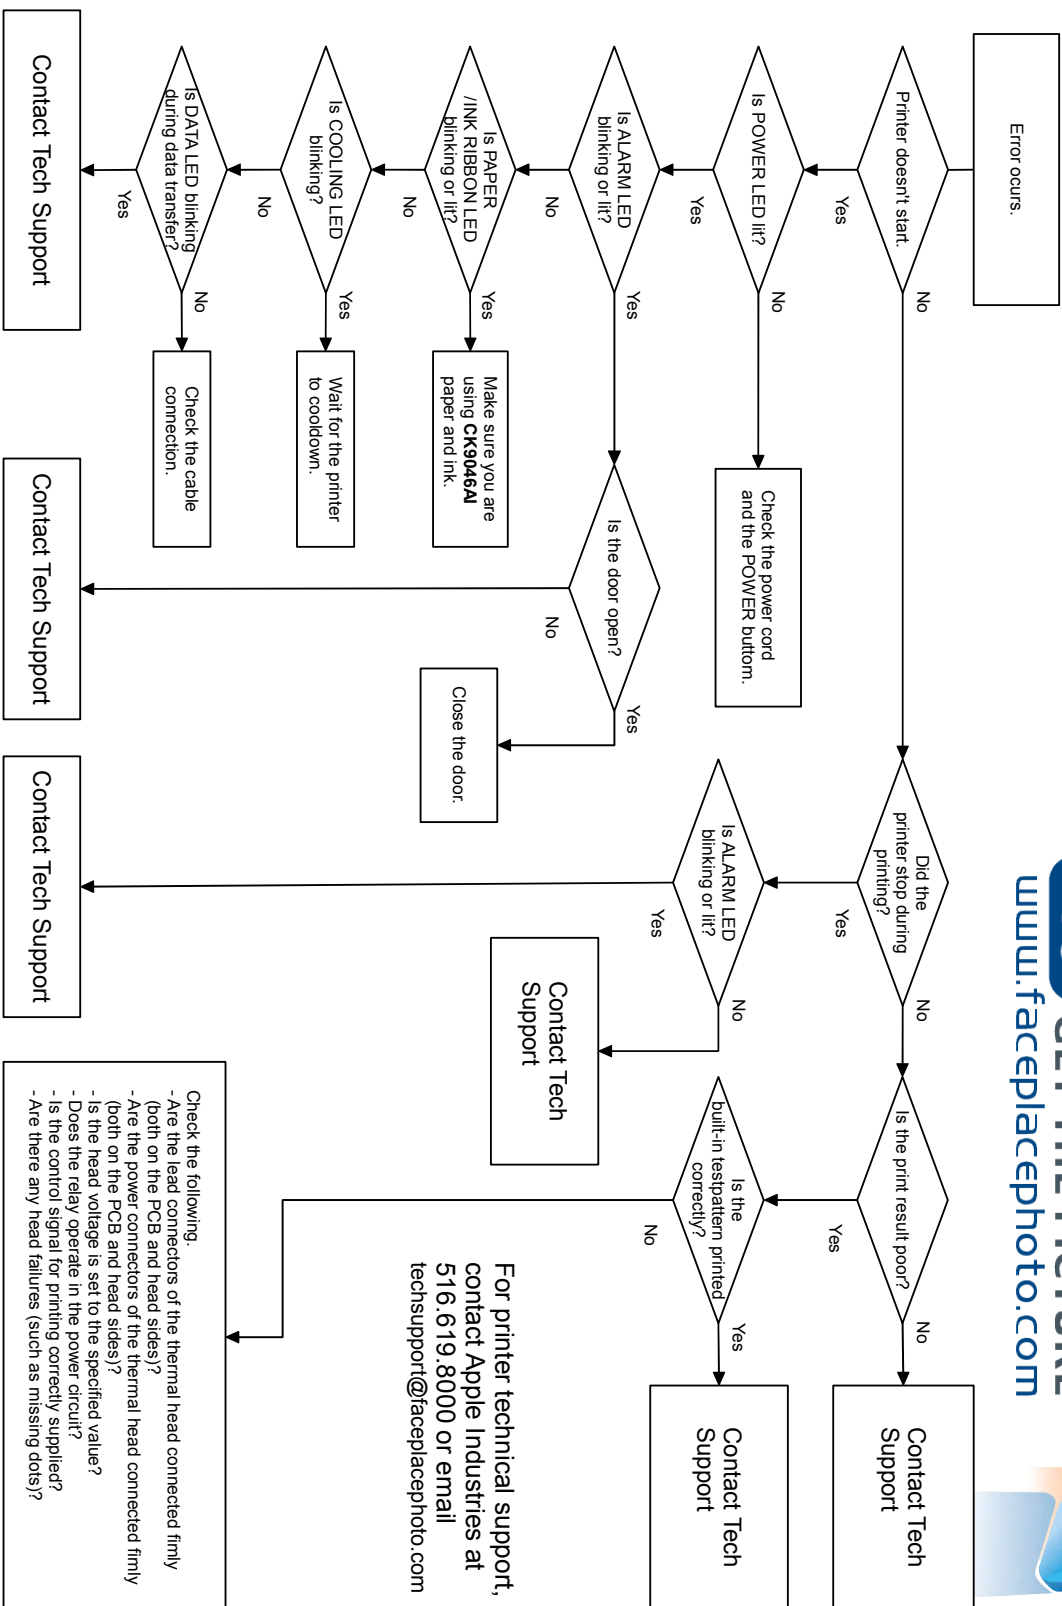 GET THE PICTURE
www.faceplacephoto.com
Error ocurs.
Printer doesn't start.
Yes
No
Is POWER LED lit?
Yes
No
Check the power cord
and the POWER buttom.
Is ALARM LED
blinking or lit?
No
Yes
Is the door open?
Yes
No
Close the door.
Contact Tech Support
Is PAPER
/INK RIBBON LED
blinking or lit?
No
Yes
Make sure you are
using CK9046AI
paper and ink.
Is COOLING LED
blinking?
No
Yes
Wait for the printer
to cooldown.
Is DATA LED blinking
during data transfer?
Yes
No
Check the cable
connection.
Contact Tech Support
Did the
printer stop during
printing?
Yes
No
Is ALARM LED
blinking or lit?
Yes
No
Contact Tech Support
Contact Tech
Support
Is the print result poor?
Yes
No
Contact Tech
Support
Is the
built-in testpattern printed
correctly?
No
Yes
Contact Tech
Support
For printer technical support,
contact Apple Industries at
516.619.8000 or email
techsupport@faceplacephoto.com
Check the following.
- Are the lead connectors of the thermal head connected fimly
(both on the PCB and head sides)?
- Are the power connectors of the thermal head connected fimly
(both on the PCB and head sides)?
- Is the head voltage is set to the specified value?
- Does the relay operate in the power circuit?
- Is the control signal for printing correctly supplied?
- Are there any head failures (such as missing dots)?